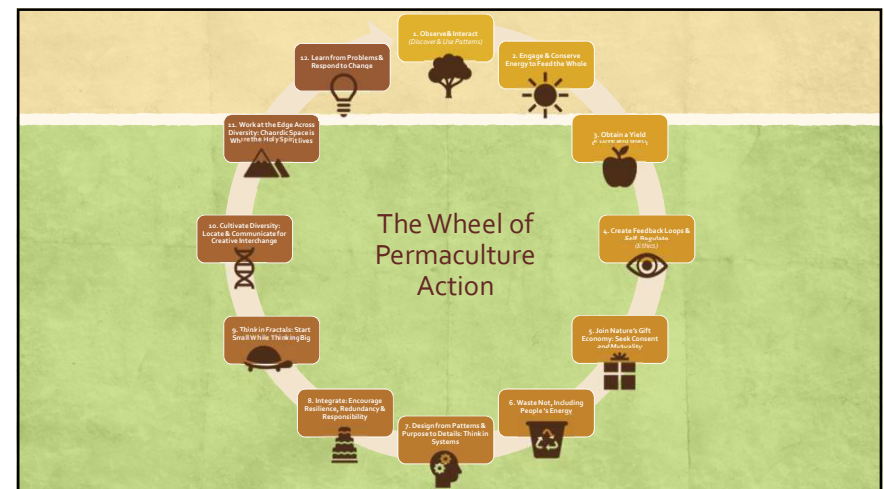 1. Observe & Interact
(Discover & Use Patterns)
2. Engage & Conserve
Energy to Feed the Whole
3. Obtain a Yield
4. Create Feedback Loops &
Self-Regulate
(Ethics)
5. Join Nature's Gift
Economy: Seek Consent
and Mutuality
6. Waste Not, Including
People's Energy
7. Design from Patterns &
Purpose to Details: Think in
Systems
8. Integrate: Encourage
Resilience, Redundancy &
Responsibility
9. Think in Fractals: Start
Small While Thinking Big
10. Cultivate Diversity:
Locate & Communicate for
Creative Interchange
11. Work at the Edge Across
Diversity: Chaordic Space is
Where the Holy Spirit lives
12. Learn from Problems &
Respond to Change
The Wheel of
Permaculture
Action